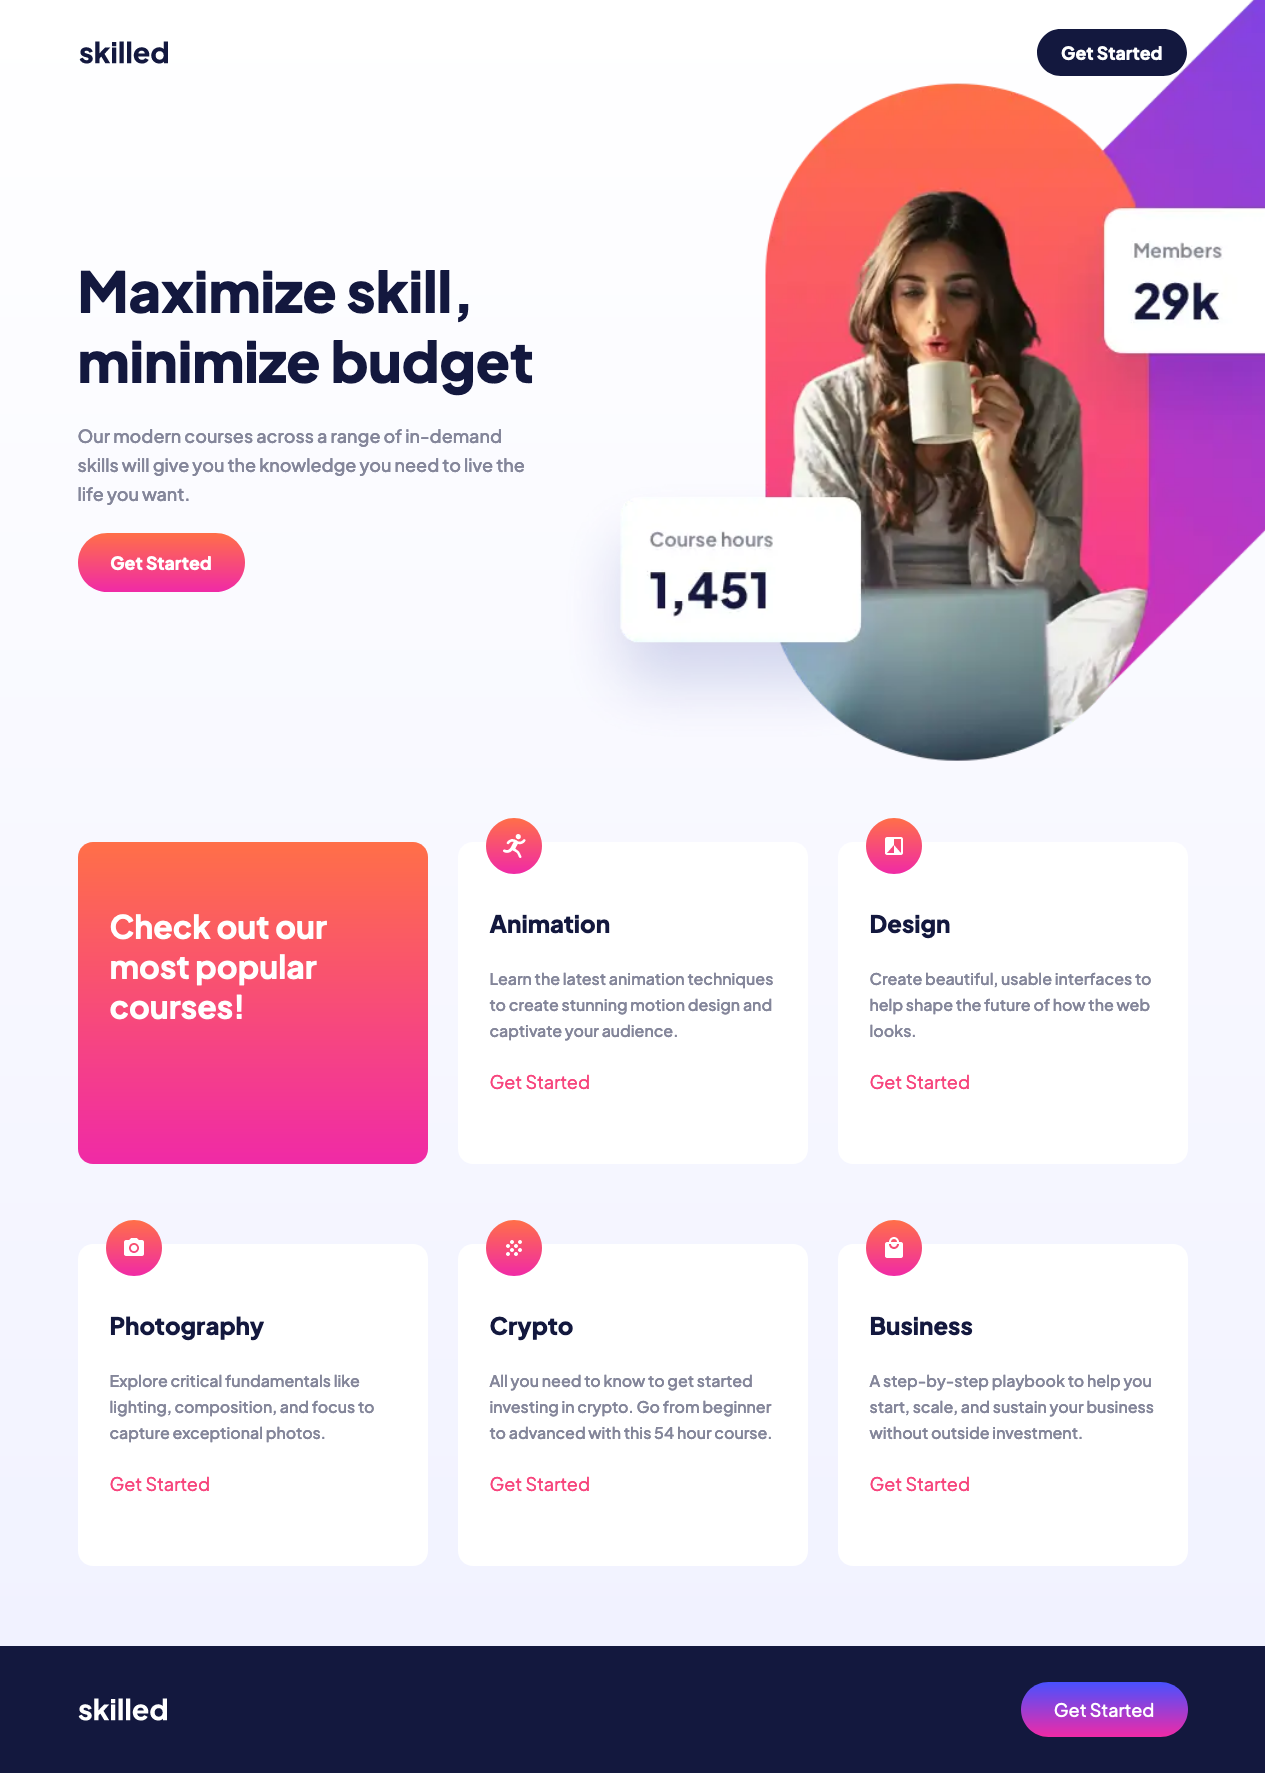 skilled
Get Started
Maximize skill,
minimize budget
Our modern courses across a range of in-demand
skills will give you the knowledge you need to live the
life you want.
Get Started
Members
29k
Course hours
1,451
Check out our
most popular
courses!
Animation
Learn the latest animation techniques
to create stunning motion design and
captivate your audience.
Get Started
Design
Create beautiful, usable interfaces to
help shape the future of how the web
looks.
Get Started
Photography
Explore critical fundamentals like
lighting, composition, and focus to
capture exceptional photos.
Get Started
Crypto
All you need to know to get started
investing in crypto. Go from beginner
to advanced with this 54 hour course.
Get Started
Business
A step-by-step playbook to help you
start, scale, and sustain your business
without outside investment.
Get Started
skilled
Get Started